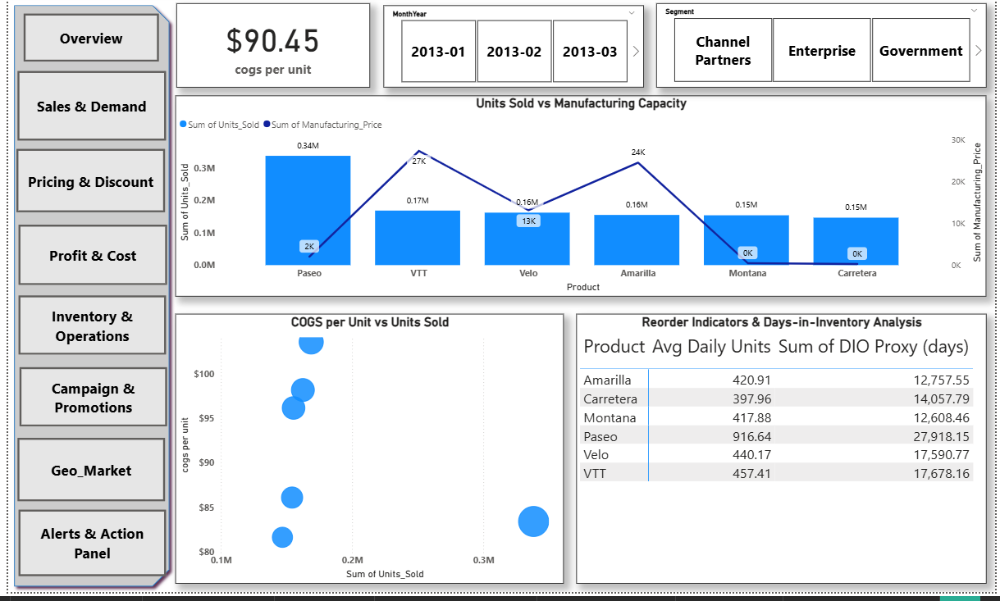 Overview
Sales & Demand
Pricing & Discount
Profit & Cost
Inventory &
Operations
Campaign &
Promotions
Geo_Market
Alerts & Action
Panel
$90.45
cogs per unit
MonthYear
2013-01 2013-02 2013-03
Segment
Channel
Partners
Enterprise
Government
Units Sold vs Manufacturing Capacity
Sum of Units_Sold Sum of Manufacturing_Price
Sum of Units_Sold
0.3M
0.2M
0.1M
0.0M
0.34M
0.17M
0.16M
0.16M
0.15M
0.15M
2K
27K
13K
24K
0K
0K
30K
20K
10K
0K
Sum of Manufacturing_Price
Paseo VTT Velo Amarilla Montana Carretera
Product
COGS per Unit vs Units Sold
cogs per unit
$100
$95
$90
$85
$80
0.1M 0.2M 0.3M
Sum of Units_Sold
Reorder Indicators & Days-in-Inventory Analysis
Product Avg Daily Units Sum of DIO Proxy (days)
Amarilla 420.91 12,757.55
Carretera 397.96 14,057.79
Montana 417.88 12,608.46
Paseo 916.64 27,918.15
Velo 440.17 17,590.77
VTT 457.41 17,678.16